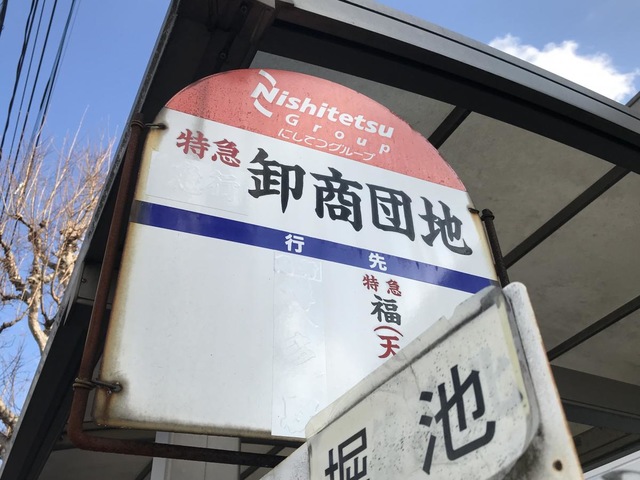 Nishitetsu
Group
にしてつグループ
特急
卸商団地
行先
特急
福(天
堀池